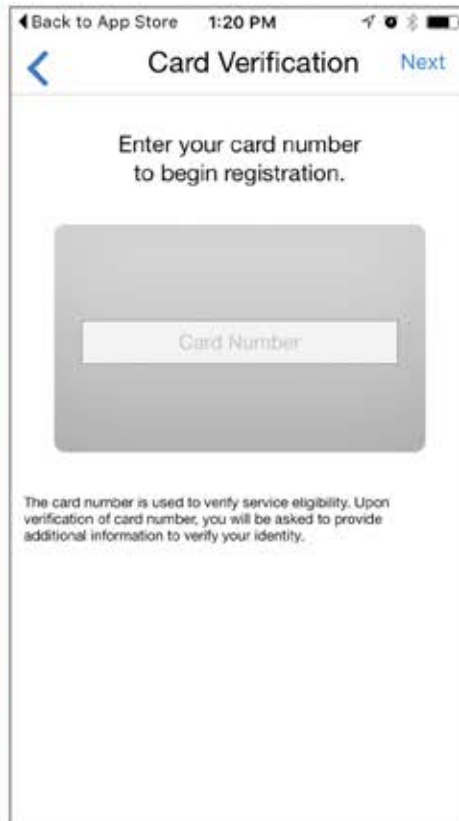 Back to App Store 1:20 PM
Card Verification Next
Enter your card number
to begin registration.
Card Number
The card number is used to verify service eligibility. Upon
verification of card number, you will be asked to provide
additional information to verify your identity.